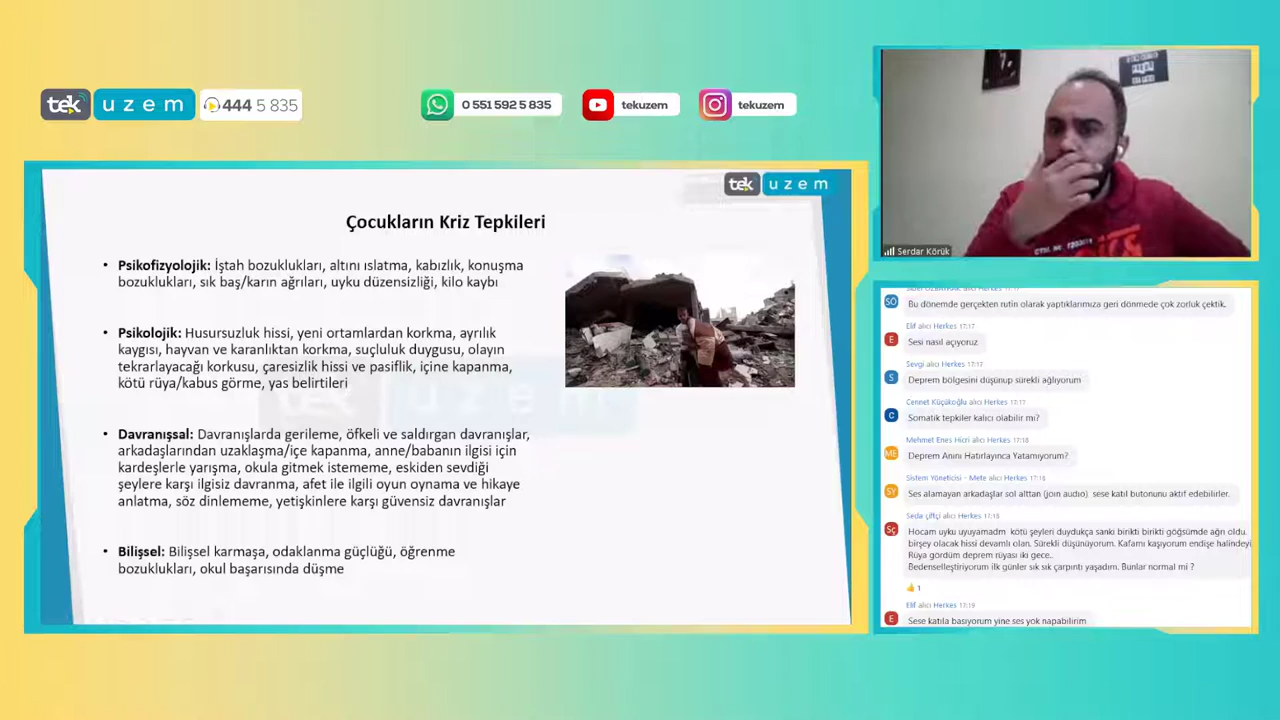 tek uzem 444 5 835
0 551 592 5 835
tekuzem
tekuzem
tek uzem
Çocukların Kriz Tepkileri
• Psikofizyolojik: İştah bozuklukları, altını ıslatma, kabızlık, konuşma
bozuklukları, sık baş/karın ağrıları, uyku düzensizliği, kilo kaybı
• Psikolojik: Husursuzluk hissi, yeni ortamlardan korkma, ayrılık
kaygısı, hayvan ve karanlıktan korkma, suçluluk duygusu, olayın
tekrarlayacağı korkusu, çaresizlik hissi ve pasiflik, içine kapanma,
kötü rüya/kabus görme, yas belirtileri
• Davranışsal: Davranışlarda gerileme, öfkeli ve saldırgan davranışlar,
arkadaşlarından uzaklaşma/içe kapanma, anne/babanın ilgisi için
kardeşlerle yarışma, okula gitmek istememe, eskiden sevdiği
şeylere karşı ilgisiz davranma, afet ile ilgili oyun oynama ve hikaye
anlatma, söz dinlememe, yetişkinlere karşı güvensiz davranışlar
• Bilişsel: Bilişsel karmaşa, odaklanma güçlüğü, öğrenme
bozuklukları, okul başarısında düşme
tek uzem
Serdar Körük
SÖ
Bu dönemde gerçekten rutin olarak yaptıklarımıza geri dönmede çok zorluk çektik.
Elif alıcı Herkes 17:17
E
Sesi nasıl açıyoruz
Sevgi alıcı Herkes 17:17
S
Deprem bölgesini düşünüp sürekli ağlıyorum
Cennet Küçükoğlu alıcı Herkes 17:17
C
Somatik tepkiler kalıcı olabilir mi?
Mehmet Enes Hicri alıcı Herkes 17:18
ME
Deprem Anını Hatırlayınca Yatamıyorum?
Sistem Yöneticisi - Mete alıcı Herkes 17:18
SY
Ses alamayan arkadaşlar sol alttan (join audio) sese katıl butonunu aktif edebilirler.
Seda çiftçi alıcı Herkes 17:18
Sç
Hocam uyku uyuyamadm kötü şeyleri duydukça sanki birikti birikti göğsümde ağrı oldu.
birşey olacak hissi devamlı olan. Sürekli düşünüyorum. Kafamı kaşıyorum endişe halindeyi
Rüya gördüm deprem rüyası iki gece..
Bedenselleştiriyorum ilk günler sık sık çarpıntı yaşadım. Bunlar normal mi ?
👍 1
Elif alıcı Herkes 17:19
E
Sese katıla basıyorum yine ses yok napabilirim